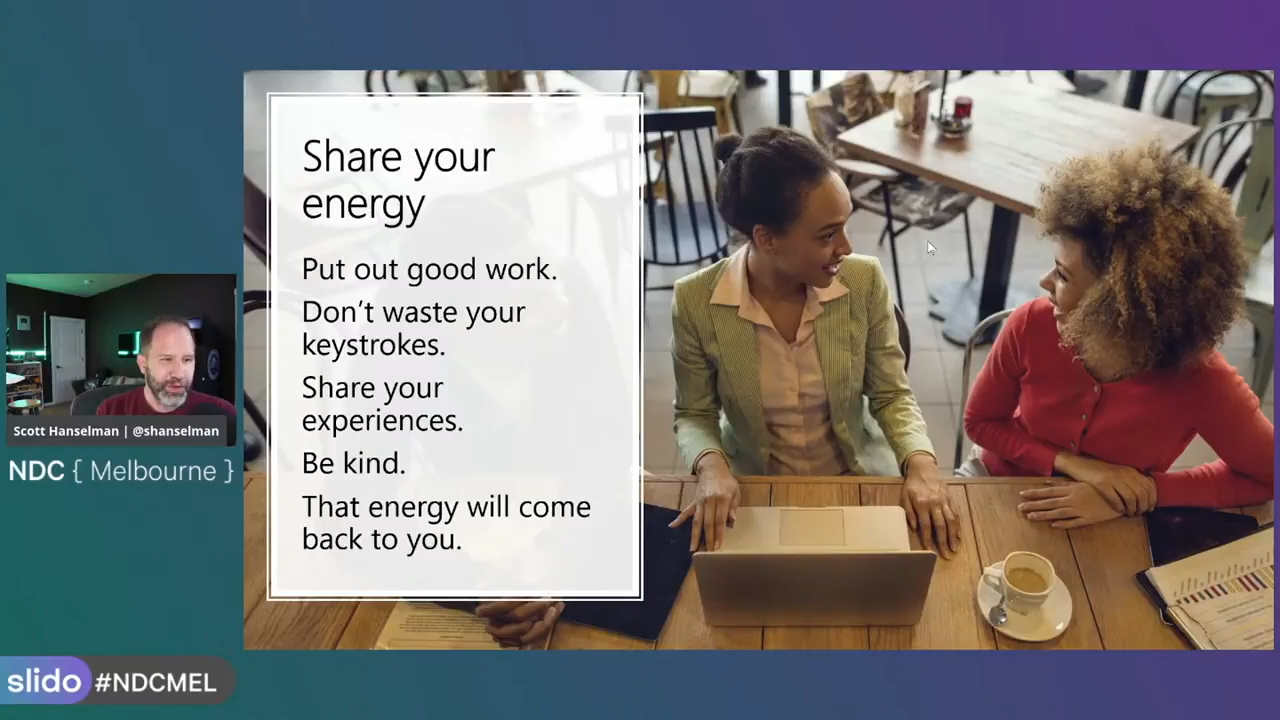 Share your
energy
Put out good work.
Don’t waste your
keystrokes.
Share your
experiences.
Be kind.
That energy will come
back to you.
Scott Hanselman | @shanselman
NDC { Melbourne }
slido #NDCMEL